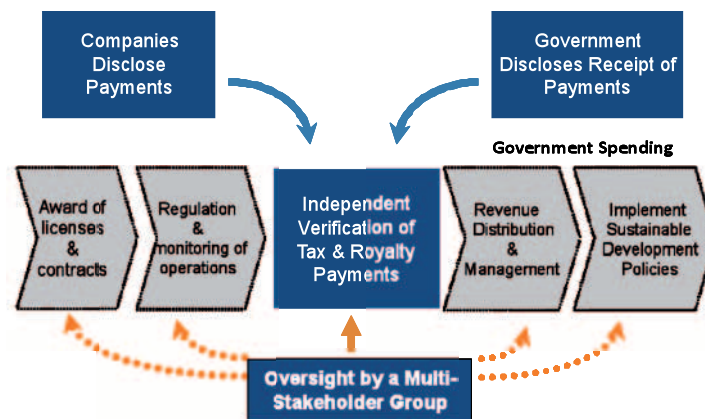 Companies
Disclose
Payments
Government
Discloses Receipt of
Payments
Government Spending
Award of
licenses
&
contracts
Regulation
&
monitoring of
operations
Independent
Verification of
Tax & Royalty
Payments
Revenue
Distribution
&
Management
Implement
Sustainable
Development
Policies
Oversight by a Multi-
Stakeholder Group